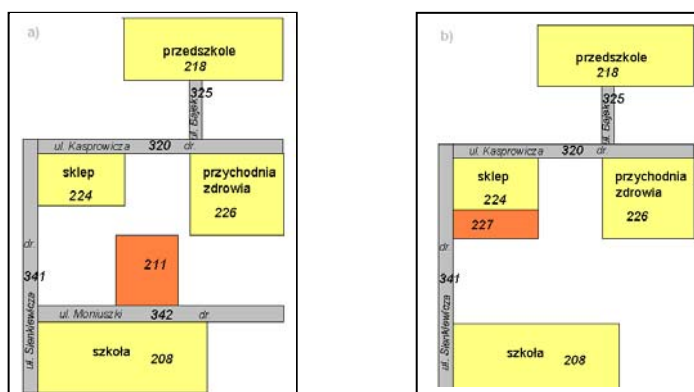 a)
przedszkole
218
325
ul. Bajski
ul. Kasprowicza 320 dr.
sklep
224
przychodnia
zdrowia
226
dr.
341
ul. Sienkiewicza
211
ul. Moniuszki 342 dr.
szkoła 208
b)
przedszkole
218
325
ul. Bajski
ul. Kasprowicza 320 dr.
sklep
224
227
przychodnia
zdrowia
226
dr.
341
ul. Sienkiewicza
szkoła 208